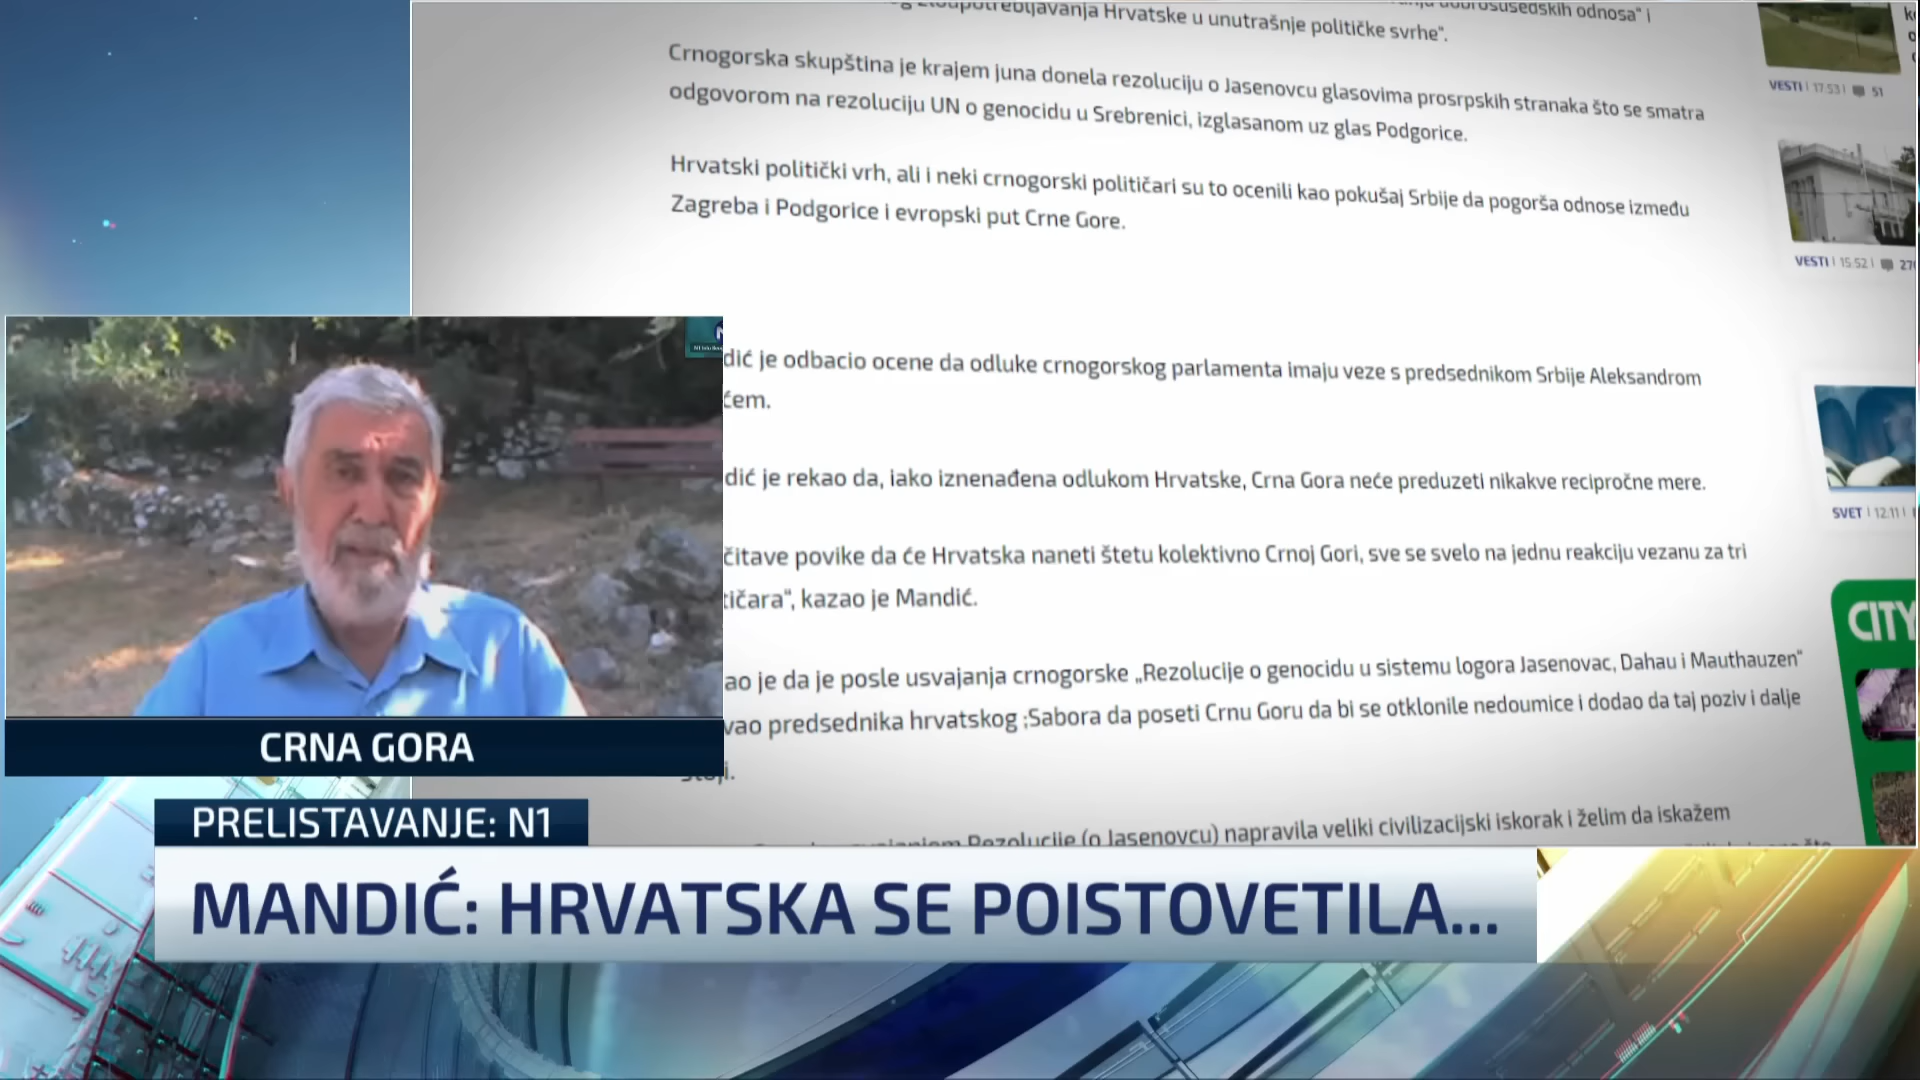 zloupotrebljavanja Hrvatske u unutrašnje političke svrhe“.
dobrosusedskih odnosa“ i
Crnogorska skupština je krajem juna donela rezoluciju o Jasenovcu glasovima prosrpskih stranaka što se smatra
odgovorom na rezoluciju UN o genocidu u Srebrenici, izglasanom uz glas Podgorice.
Hrvatski politički vrh, ali i neki crnogorski političari su to ocenili kao pokušaj Srbije da pogorša odnose između
Zagreba i Podgorice i evropski put Crne Gore.
dić je odbacio ocene da odluke crnogorskog parlamenta imaju veze s predsednikom Srbije Aleksandrom
ćem.
dić je rekao da, iako iznenađena odlukom Hrvatske, Crna Gora neće preduzeti nikakve recipročne mere.
čitave povike da će Hrvatska naneti štetu kolektivno Crnoj Gori, sve se svelo na jednu reakciju vezanu za tri
tičara“, kazao je Mandić.
ao je da je posle usvajanja crnogorske „Rezolucije o genocidu u sistemu logora Jasenovac, Dahau i Mauthauzen“
vao predsednika hrvatskog ;Sabora da poseti Crnu Goru da bi se otklonile nedoumice i dodao da taj poziv i dalje
stoji.
Rezolucije (o Jasenovcu) napravila veliki civilizacijski iskorak i želim da iskažem
VESTI | 17:53 | 51
VESTI | 15:52 |
SVET | 12:11 |
CITY
CRNA GORA
PRELISTAVANJE: N1
MANDIĆ: HRVATSKA SE POISTOVETILA...